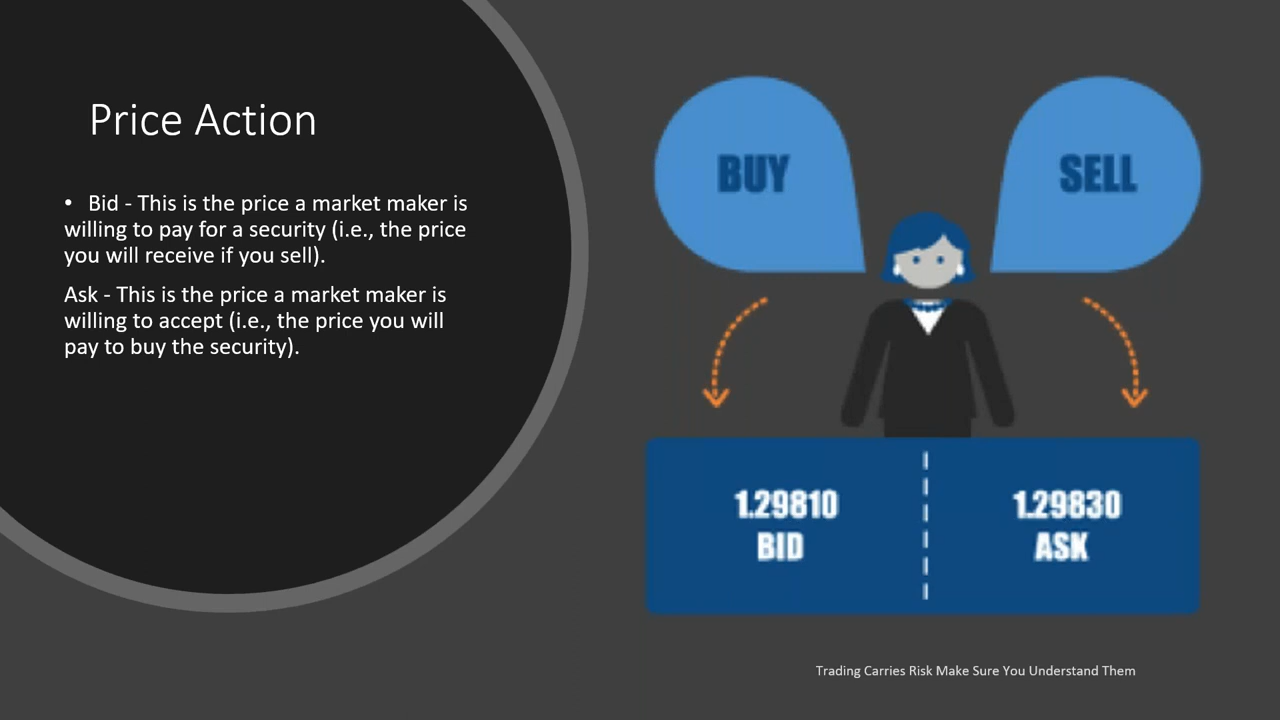 Price Action
• Bid - This is the price a market maker is
willing to pay for a security (i.e., the price
you will receive if you sell).
Ask - This is the price a market maker is
willing to accept (i.e., the price you will
pay to buy the security).
BUY
SELL
1.29810
BID
1.29830
ASK
Trading Carries Risk Make Sure You Understand Them